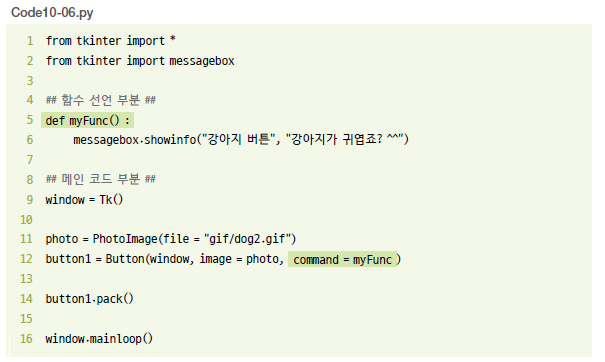 Code10-06.py
1 from tkinter import *
2 from tkinter import messagebox
3
4 ## 함수 선언 부분 ##
5 def myFunc() :
6 messagebox.showinfo("강아지 버튼", "강아지가 귀엽죠? ^^")
7
8 ## 메인 코드 부분 ##
9 window = Tk()
10
11 photo = PhotoImage(file = "gif/dog2.gif")
12 button1 = Button(window, image = photo, command = myFunc)
13
14 button1.pack()
15
16 window.mainloop()